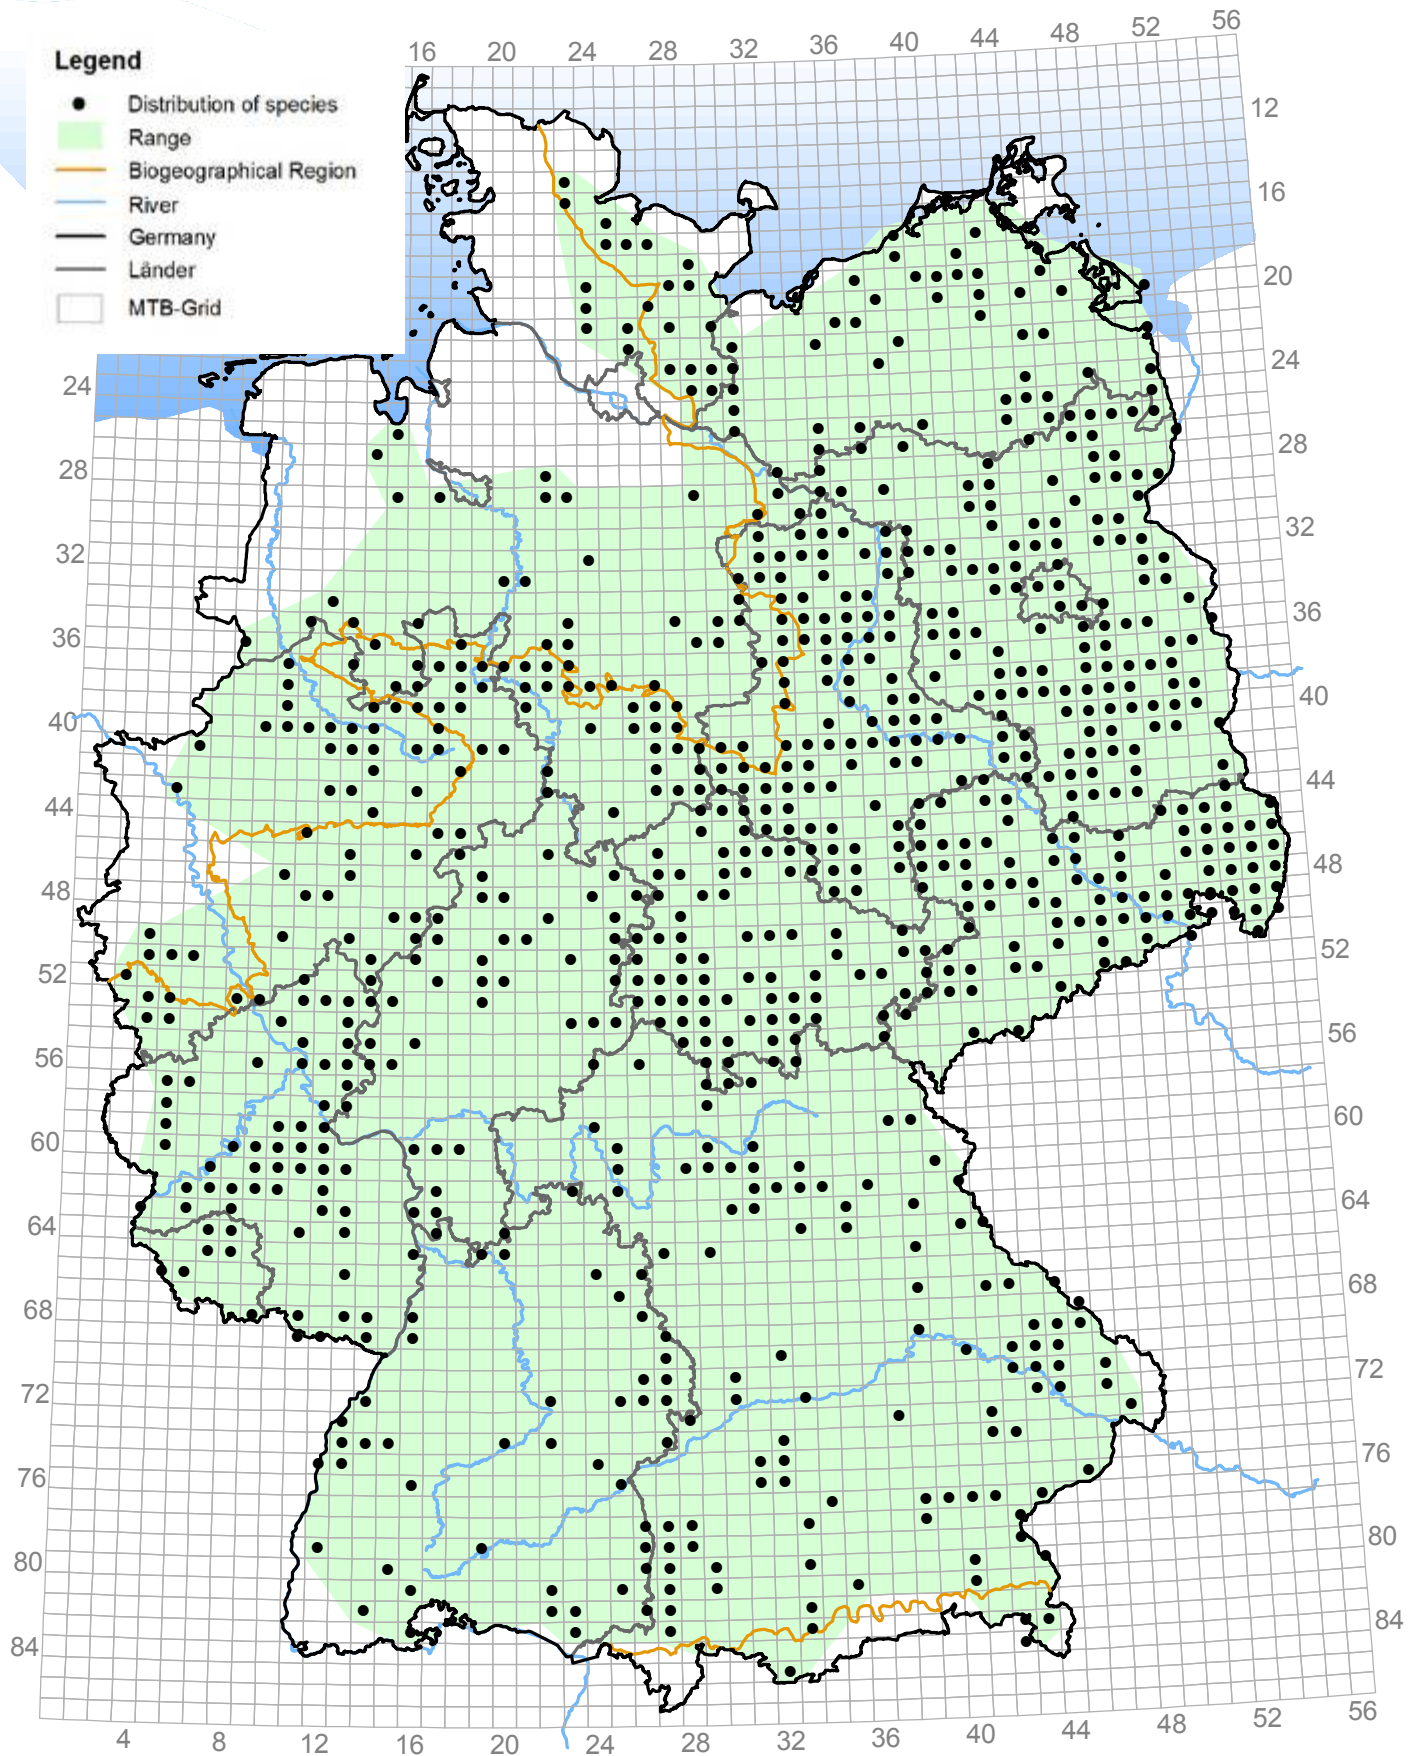 Legend
Distribution of species
Range
Biogeographical Region
River
Germany
Länder
MTB-Grid
16 20 24 28 32 36 40 44 48 52 56
12
16
20
24 24
28 28
32 32
36 36
40 40
44 44
48 48
52 52
56 56
60 60
64 64
68 68
72 72
76 76
80 80
84 84
4 8 12 16 20 24 28 32 36 40 44 48 52 56